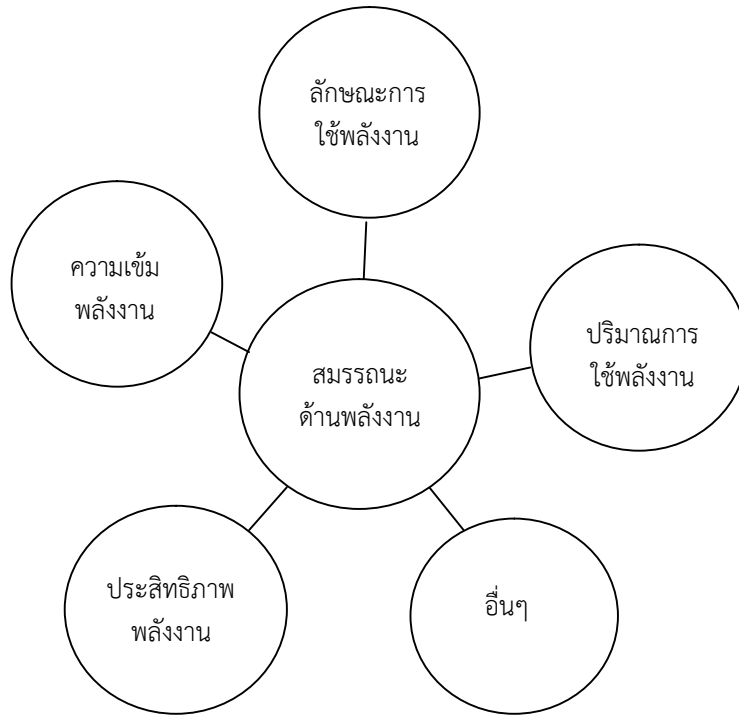 ลักษณะการ
ใช้พลังงาน
ความเข้ม
พลังงาน
ปริมาณการ
ใช้พลังงาน
สมรรถนะ
ด้านพลังงาน
ประสิทธิภาพ
พลังงาน
อื่นๆ